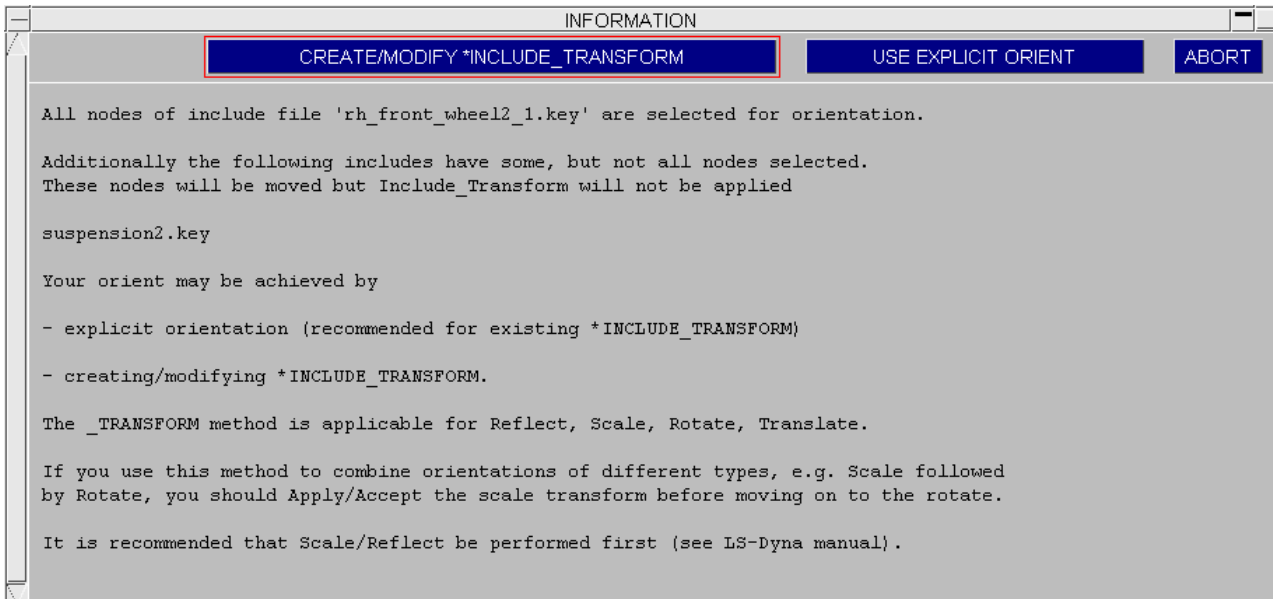 INFORMATION
CREATE/MODIFY *INCLUDE_TRANSFORM USE EXPLICIT ORIENT ABORT
All nodes of include file 'rh_front_wheel2_1.key' are selected for orientation.
Additionally the following includes have some, but not all nodes selected.
These nodes will be moved but Include_Transform will not be applied
suspension2.key
Your orient may be achieved by
- explicit orientation (recommended for existing *INCLUDE_TRANSFORM)
- creating/modifying *INCLUDE_TRANSFORM.
The _TRANSFORM method is applicable for Reflect, Scale, Rotate, Translate.
If you use this method to combine orientations of different types, e.g. Scale followed
by Rotate, you should Apply/Accept the scale transform before moving on to the rotate.
It is recommended that Scale/Reflect be performed first (see LS-Dyna manual).